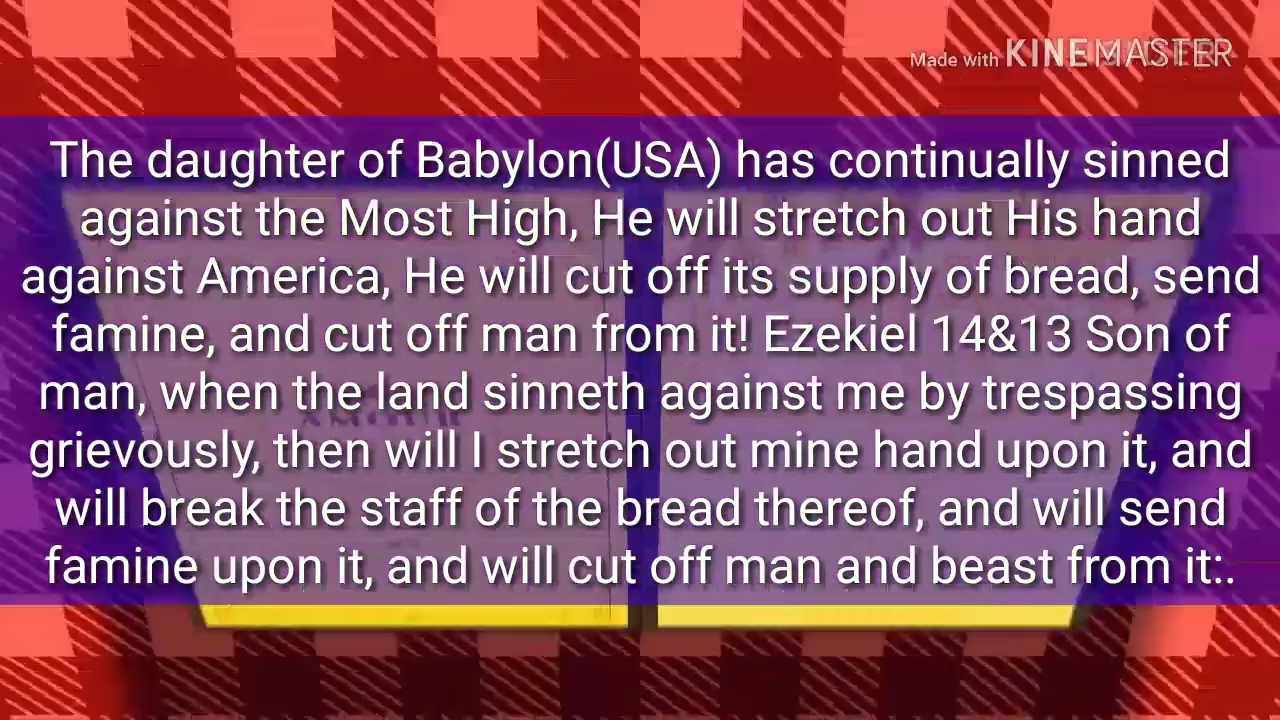 Made with KINEMASTER
The daughter of Babylon(USA) has continually sinned
against the Most High, He will stretch out His hand
against America, He will cut off its supply of bread, send
famine, and cut off man from it! Ezekiel 14&13 Son of
man, when the land sinneth against me by trespassing
grievously, then will I stretch out mine hand upon it, and
will break the staff of the bread thereof, and will send
famine upon it, and will cut off man and beast from it:.